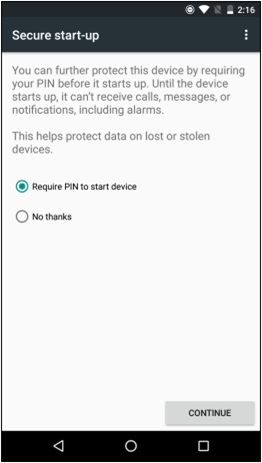 2:16
Secure start-up
You can further protect this device by requiring
your PIN before it starts up. Until the device
starts up, it can't receive calls, messages, or
notifications, including alarms.
This helps protect data on lost or stolen
devices.
Require PIN to start device
No thanks
CONTINUE